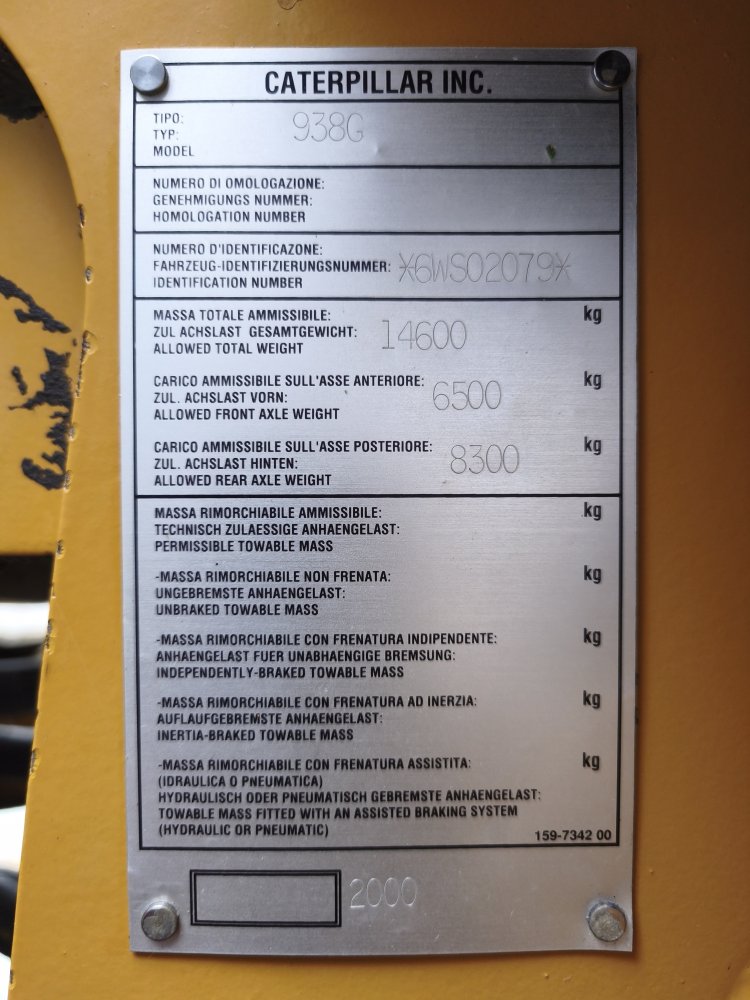 CATERPILLAR INC.
TIPO:
TYP: 938G
MODEL
NUMERO DI OMOLOGAZIONE:
GENEHMIGUNGS NUMMER:
HOMOLOGATION NUMBER
NUMERO D'IDENTIFICAZONE:
FAHRZEUG-IDENTIFIZIERUNGSNUMMER: *6WS02079*
IDENTIFICATION NUMBER
MASSA TOTALE AMMISSIBILE: kg
ZUL ACHSLAST GESAMTGEWICHT: 14600
ALLOWED TOTAL WEIGHT
CARICO AMMISSIBILE SULL'ASSE ANTERIORE: kg
ZUL. ACHSLAST VORN: 6500
ALLOWED FRONT AXLE WEIGHT
CARICO AMMISSIBILE SULL'ASSE POSTERIORE: kg
ZUL. ACHSLAST HINTEN: 8300
ALLOWED REAR AXLE WEIGHT
MASSA RIMORCHIABILE AMMISSIBILE: kg
TECHNISCH ZULAESSIGE ANHAENGELAST:
PERMISSIBLE TOWABLE MASS
-MASSA RIMORCHIABILE NON FRENATA: kg
UNGEBREMSTE ANHAENGELAST:
UNBRAKED TOWABLE MASS
-MASSA RIMORCHIABILE CON FRENATURA INDIPENDENTE: kg
ANHAENGELAST FUER UNABHAENGIGE BREMSUNG:
INDEPENDENTLY-BRAKED TOWABLE MASS
-MASSA RIMORCHIABILE CON FRENATURA AD INERZIA: kg
AUFLAUFGEBREMSTE ANHAENGELAST:
INERTIA-BRAKED TOWABLE MASS
-MASSA RIMORCHIABILE CON FRENATURA ASSISTITA: kg
(IDRAULICA O PNEUMATICA)
HYDRAULISCH ODER PNEUMATISCH GEBREMSTE ANHAENGELAST:
TOWABLE MASS FITTED WITH AN ASSISTED BRAKING SYSTEM
(HYDRAULIC OR PNEUMATIC)
159-7342 00
2000